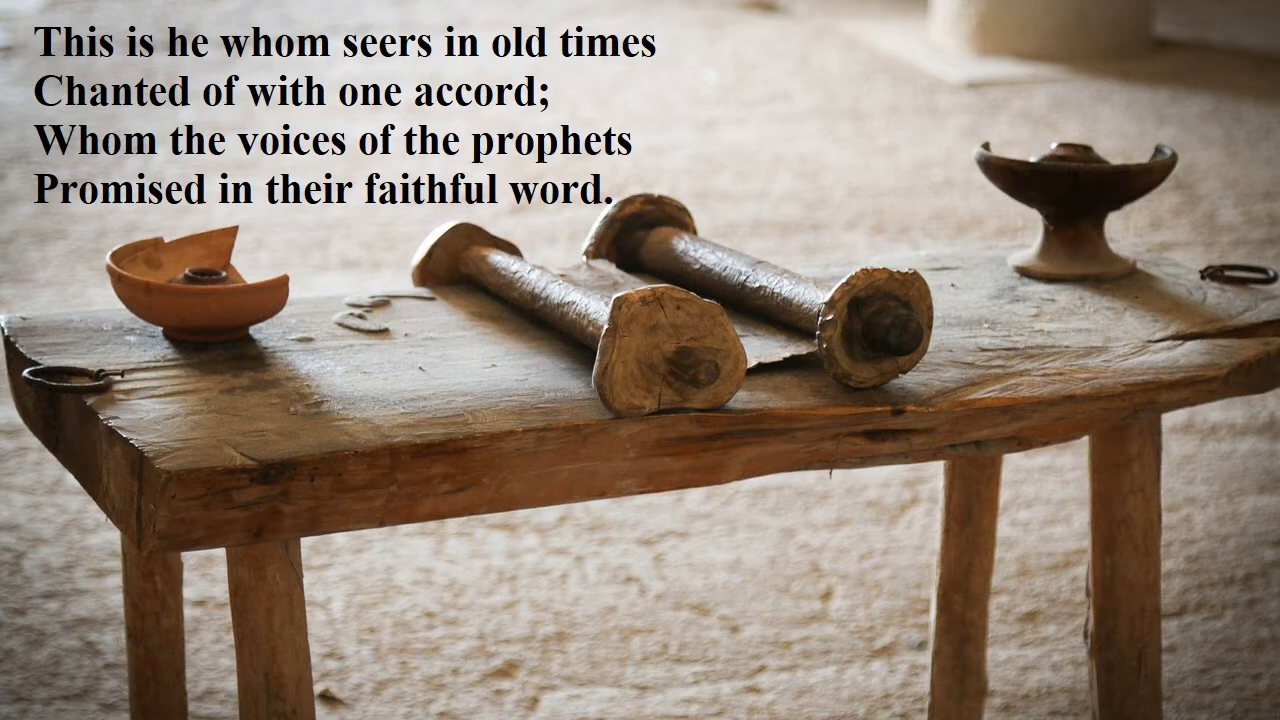 This is he whom seers in old times
Chanted of with one accord;
Whom the voices of the prophets
Promised in their faithful word.